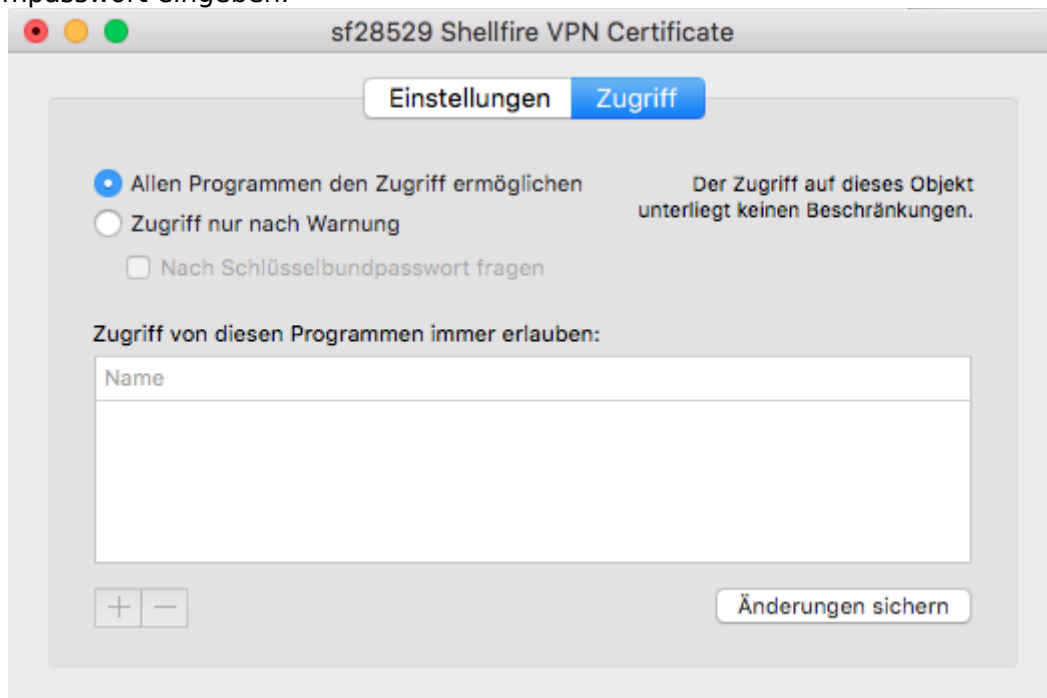 eingeben.
sf28529 Shellfire VPN Certificate
Einstellungen Zugriff
Allen Programmen den Zugriff ermöglichen
Der Zugriff auf dieses Objekt
unterliegt keinen Beschränkungen.
Zugriff nur nach Warnung
Nach Schlüsselbundpasswort fragen
Zugriff von diesen Programmen immer erlauben:
Name
Änderungen sichern